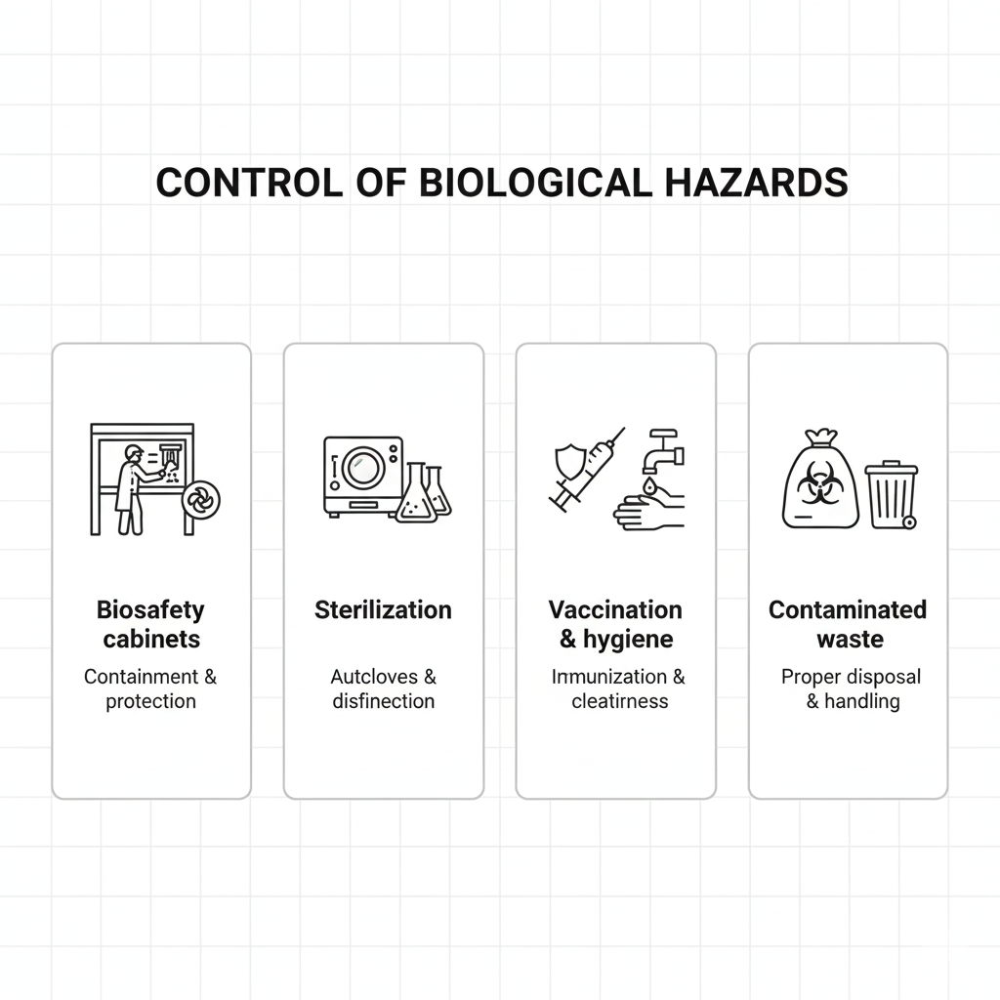 CONTROL OF BIOLOGICAL HAZARDS
Biosafety
cabinets
Containment &
protection
Sterilization
Autcloves &
disfinection
Vaccination
& hygiene
Inmunization &
cleatirness
Contaminated
waste
Proper disposal
& handling